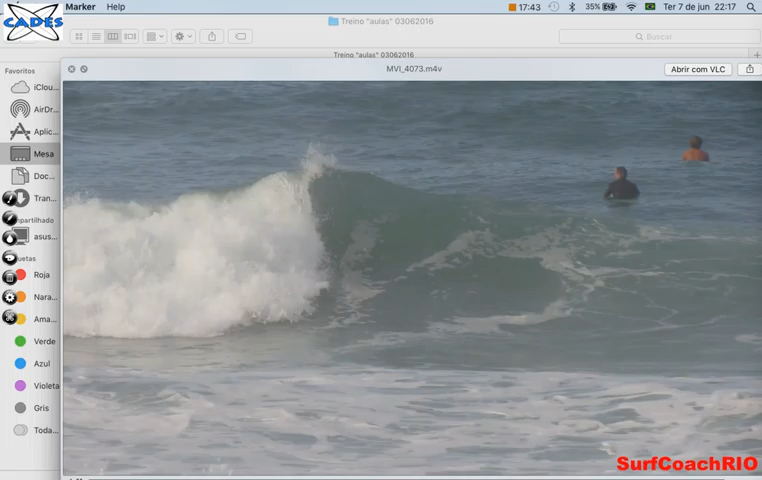 CADES
Marker Help
17:43 35% Ter 7 de jun 22:17
Treino "aulas" 03062016
Buscar
Treino "aulas" 03062016
Favoritos
MVI_4073.m4v
Abrir com VLC
iClou...
AirDr...
Aplic...
Mesa
Doc...
Tran...
mpartilhado
asus...
quetas
Roja
Nara...
Ama...
Verde
Azul
Violeta
Gris
Toda...
SurfCoachRIO